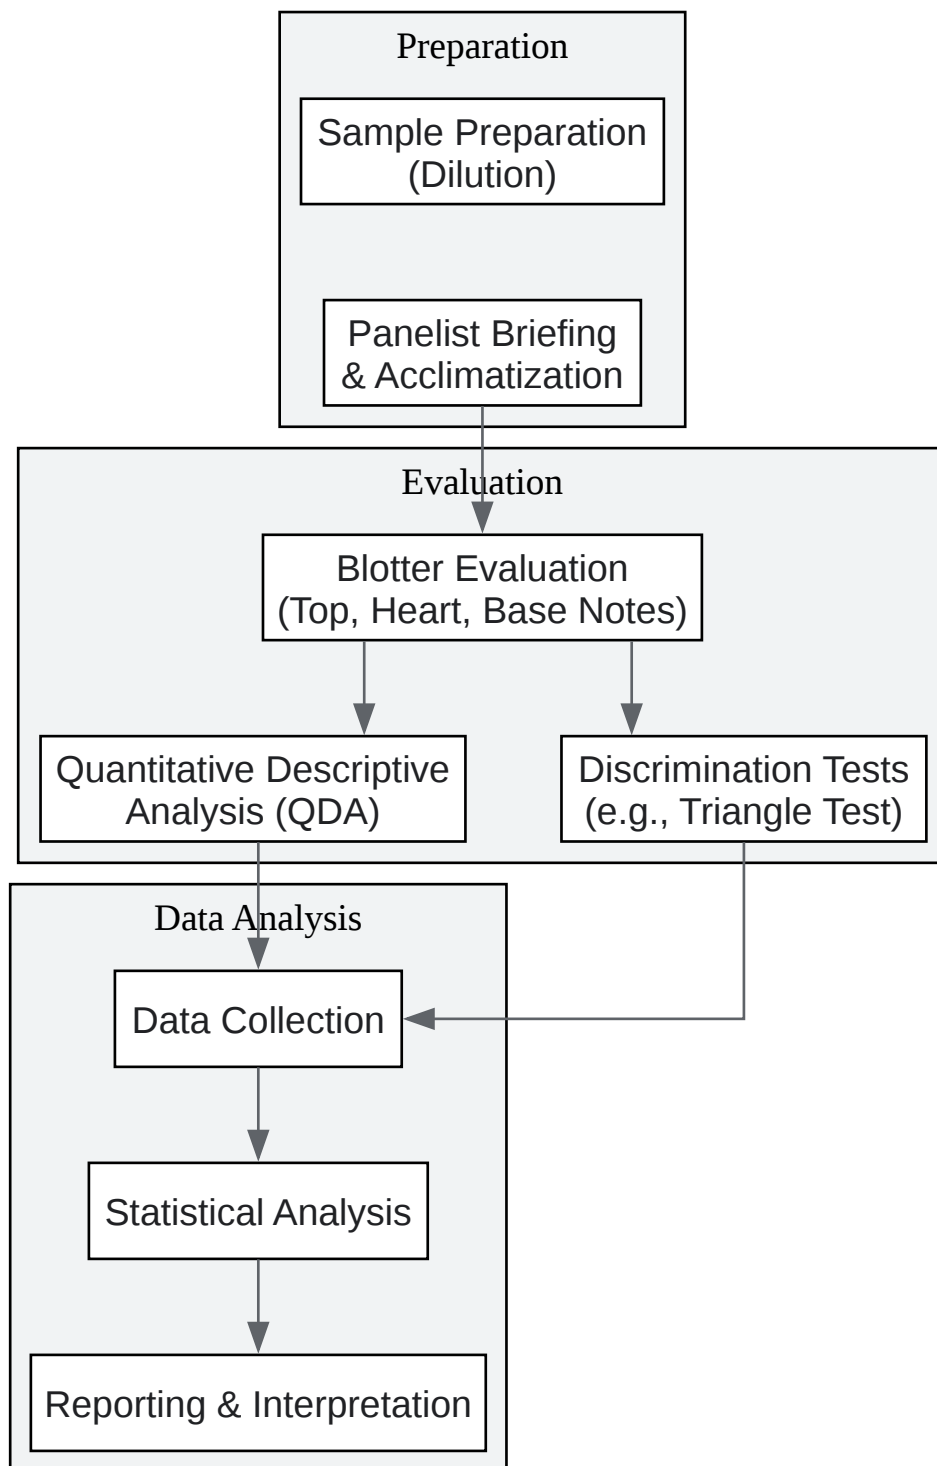 Preparation
Sample Preparation
(Dilution)
Panelist Briefing
& Acclimatization
Evaluation
Blotter Evaluation
(Top, Heart, Base Notes)
Quantitative Descriptive
Analysis (QDA)
Discrimination Tests
(e.g., Triangle Test)
Data Analysis
Data Collection
Statistical Analysis
Reporting & Interpretation